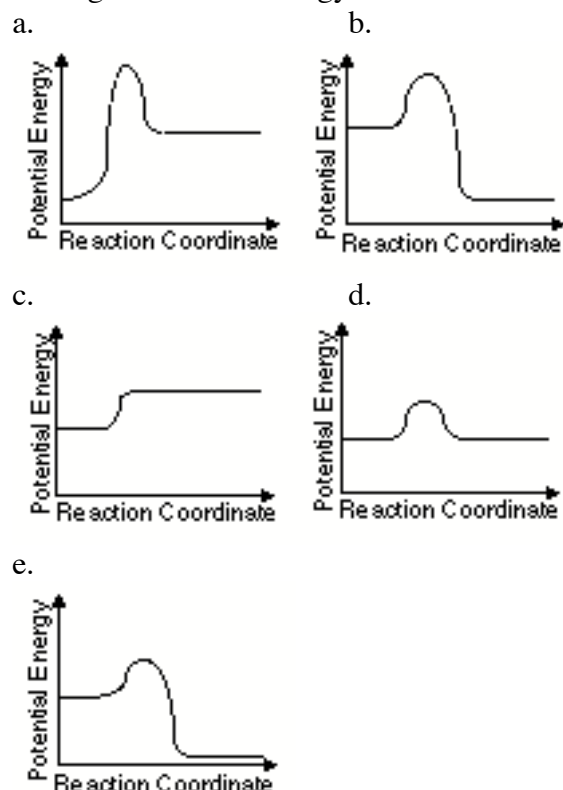 a.
b.
Potential Energy
Reaction Coordinate
Potential Energy
Reaction Coordinate
c.
d.
Potential Energy
Reaction Coordinate
Potential Energy
Reaction Coordinate
e.
Potential Energy
Reaction Coordinate